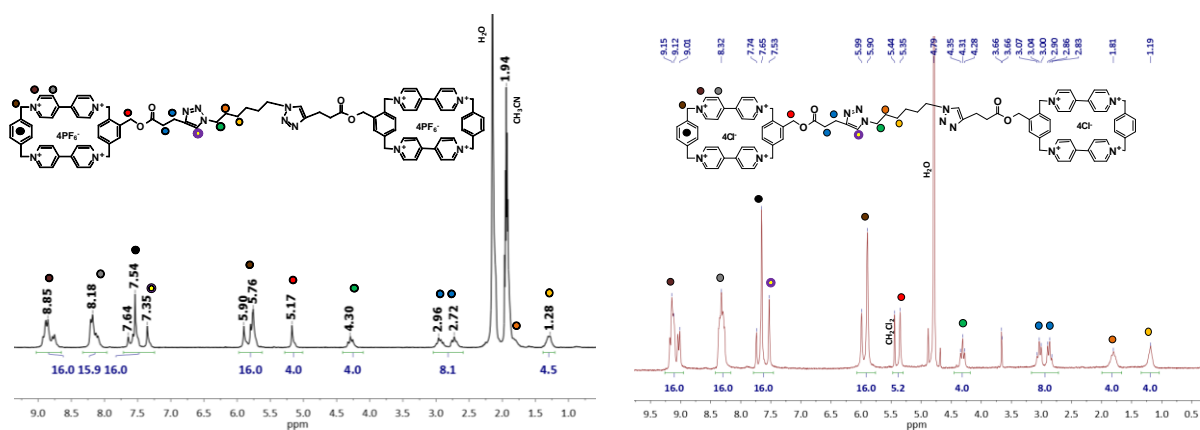 H₂O
1.94
CH₃CN
N⁺
N⁺
N⁺
N⁺
4PF₆⁻
O
O
N=N
N
N
N=N
O
O
N⁺
N⁺
N⁺
N⁺
4PF₆⁻
8.85
8.18
7.64
7.54
7.35
5.90
5.76
5.17
4.30
2.96
2.72
1.28
16.0 15.9 16.0 16.0 4.0 4.0 8.1 4.5
9.0 8.5 8.0 7.5 7.0 6.5 6.0 5.5 5.0 4.5 4.0 3.5 3.0 2.5 2.0 1.5 1.0
ppm
9.15 9.12 9.01 8.32 7.74 7.65 7.53 5.99 5.90 5.44 5.35 4.79 4.35 4.31 4.28 3.66 3.66 3.07 3.04 3.00 2.90 2.86 2.83 1.81 1.19
N⁺
N⁺
N⁺
N⁺
4Cl⁻
O
O
N=N
N
N
N=N
O
O
N⁺
N⁺
N⁺
N⁺
4Cl⁻
H₂O
CH₂Cl₂
16.0 16.0 16.0 16.0 5.2 4.0 8.0 4.0 4.0
9.5 9.0 8.5 8.0 7.5 7.0 6.5 6.0 5.5 5.0 4.5 4.0 3.5 3.0 2.5 2.0 1.5 1.0 0.5
ppm